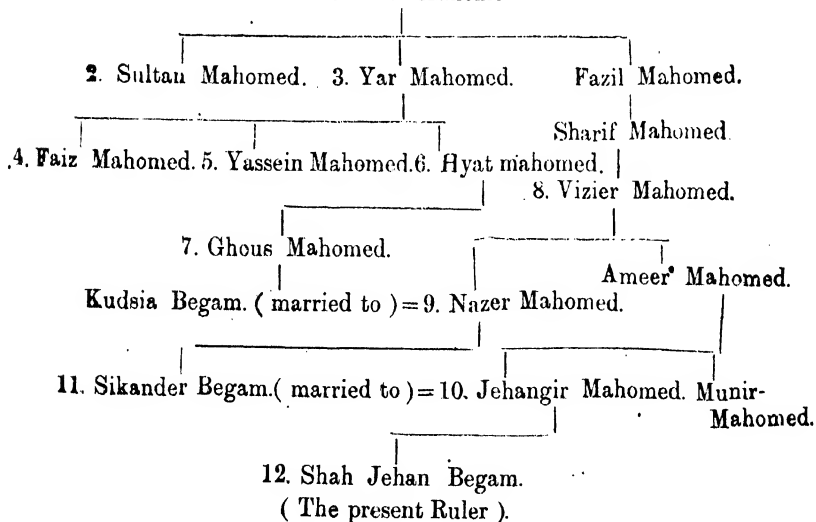 2. Sultan Mahomed. 3. Yar Mahomed. Fazil Mahomed.
Sharif Mahomed.
4. Faiz Mahomed. 5. Yassein Mahomed. 6. Hyat mahomed.
8. Vizier Mahomed.
7. Ghous Mahomed.
Ameer Mahomed.
Kudsia Begam. ( married to ) = 9. Nazer Mahomed.
11. Sikander Begam. ( married to ) = 10. Jehangir Mahomed. Munir-
Mahomed.
12. Shah Jehan Begam.
( The present Ruler ).